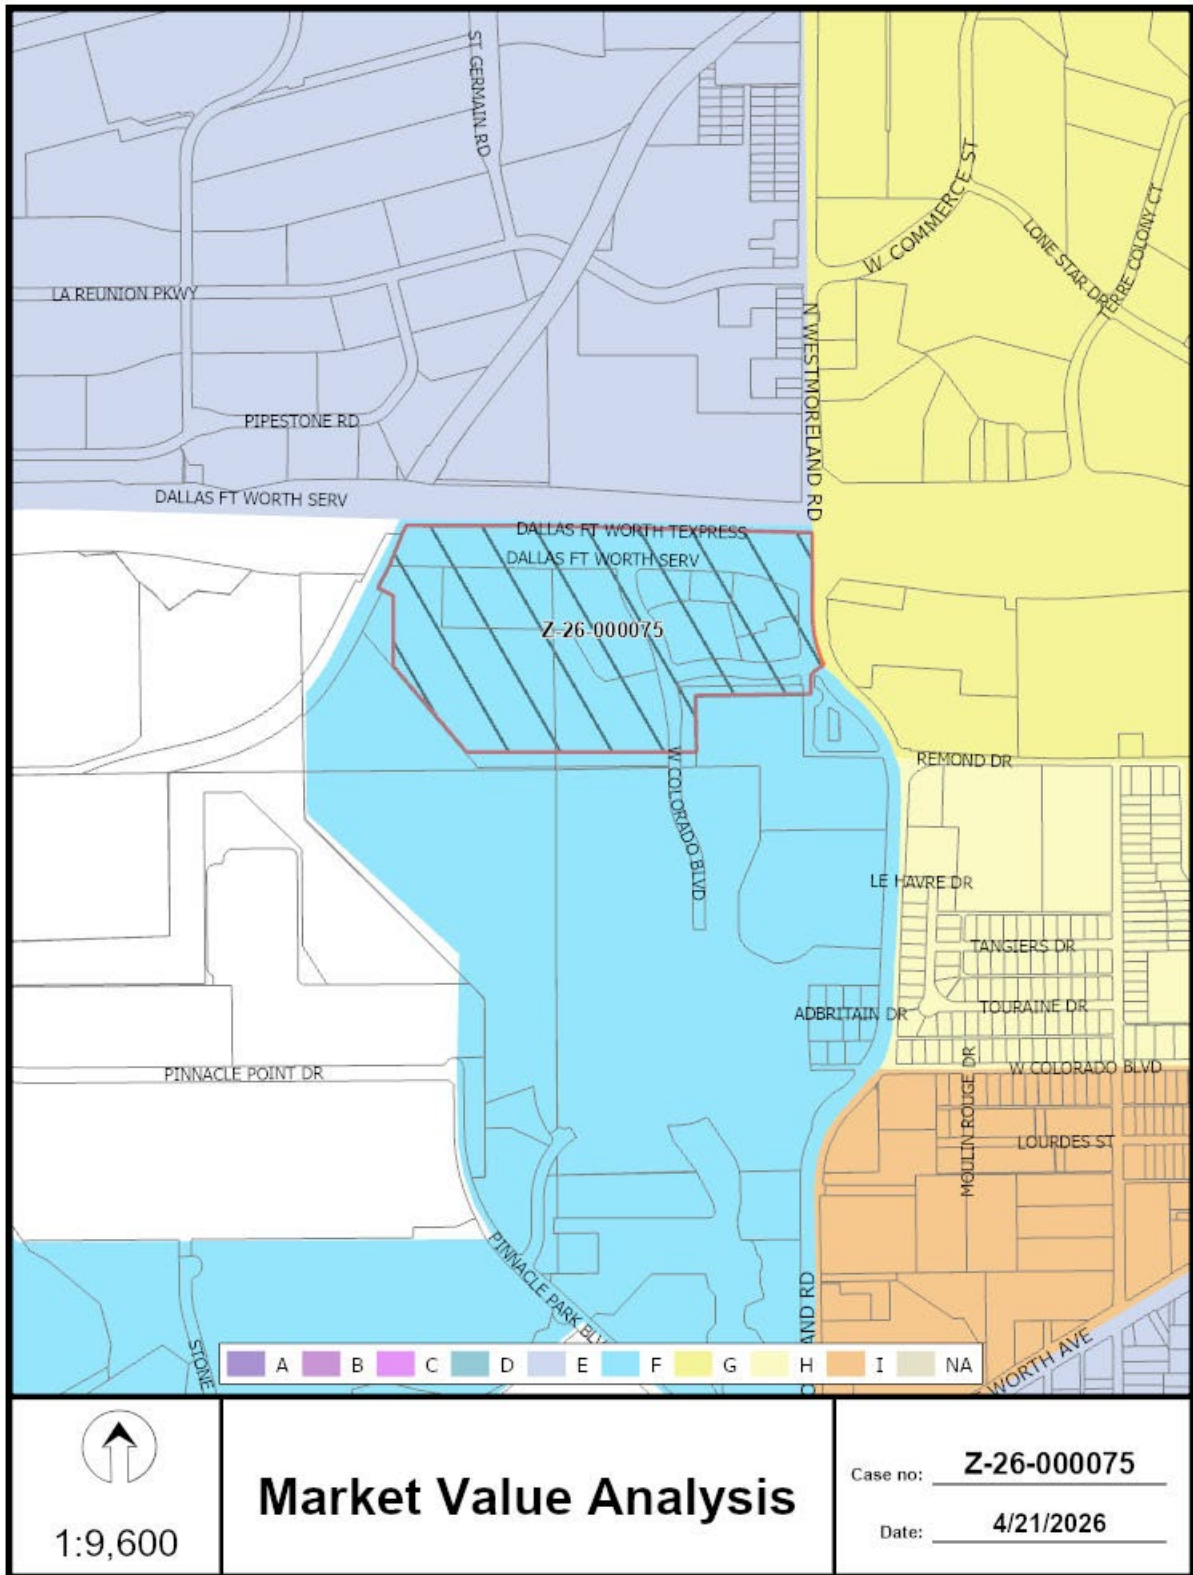 ST GERMAIN RD
W COMMERCE ST
LONE STAR DR
TERRE COLONY CT
LA REUNION PKWY
N WESTMORELAND RD
PIPESTONE RD
DALLAS FT WORTH SERV
DALLAS FT WORTH TEXPRESS
DALLAS FT WORTH SERV
Z-26-000075
W COLORADO BLVD
REMOND DR
LE HAVRE DR
TANGIERS DR
ADBRITAIN DR
TOURAINE DR
PINNACLE POINT DR
W COLORADO BLVD
MOULIN ROUGE DR
LOURDES ST
PINNACLE PARK BLV
AND RD
STONE
WORTH AVE
A B C D E F G H I NA
1:9,600
Market Value Analysis
Case no: Z-26-000075
Date: 4/21/2026